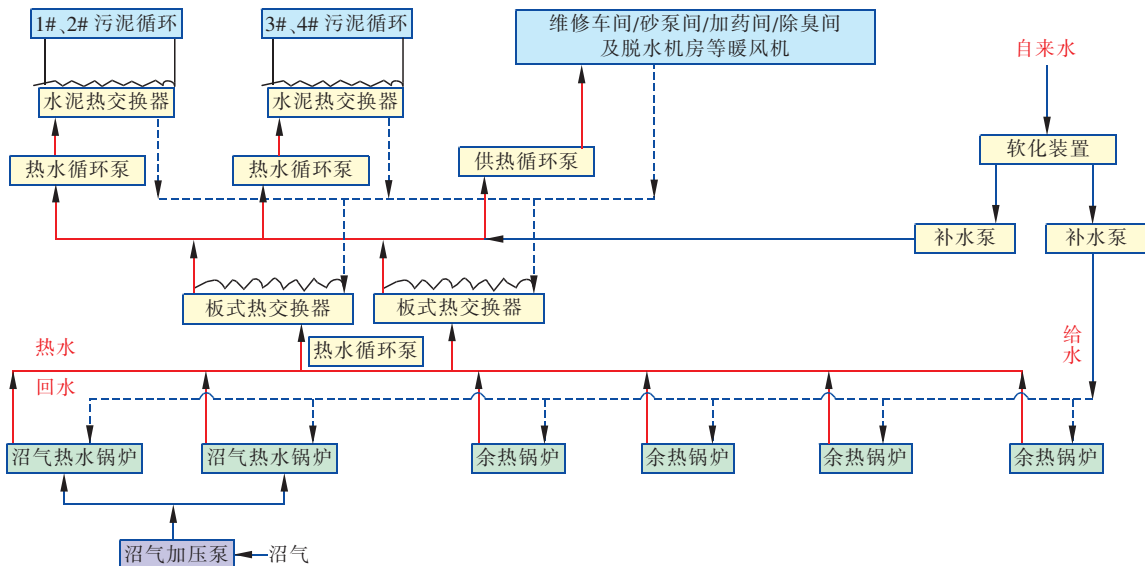 1#、2# 污泥循环
3#、4# 污泥循环
维修车间/砂泵间/加药间/除臭间
及脱水机房等暖风机
自来水
水泥热交换器
水泥热交换器
软化装置
热水循环泵
热水循环泵
供热循环泵
补水泵
补水泵
板式热交换器
板式热交换器
热水循环泵
热水
给水
回水
沼气热水锅炉
沼气热水锅炉
余热锅炉
余热锅炉
余热锅炉
余热锅炉
沼气加压泵
沼气